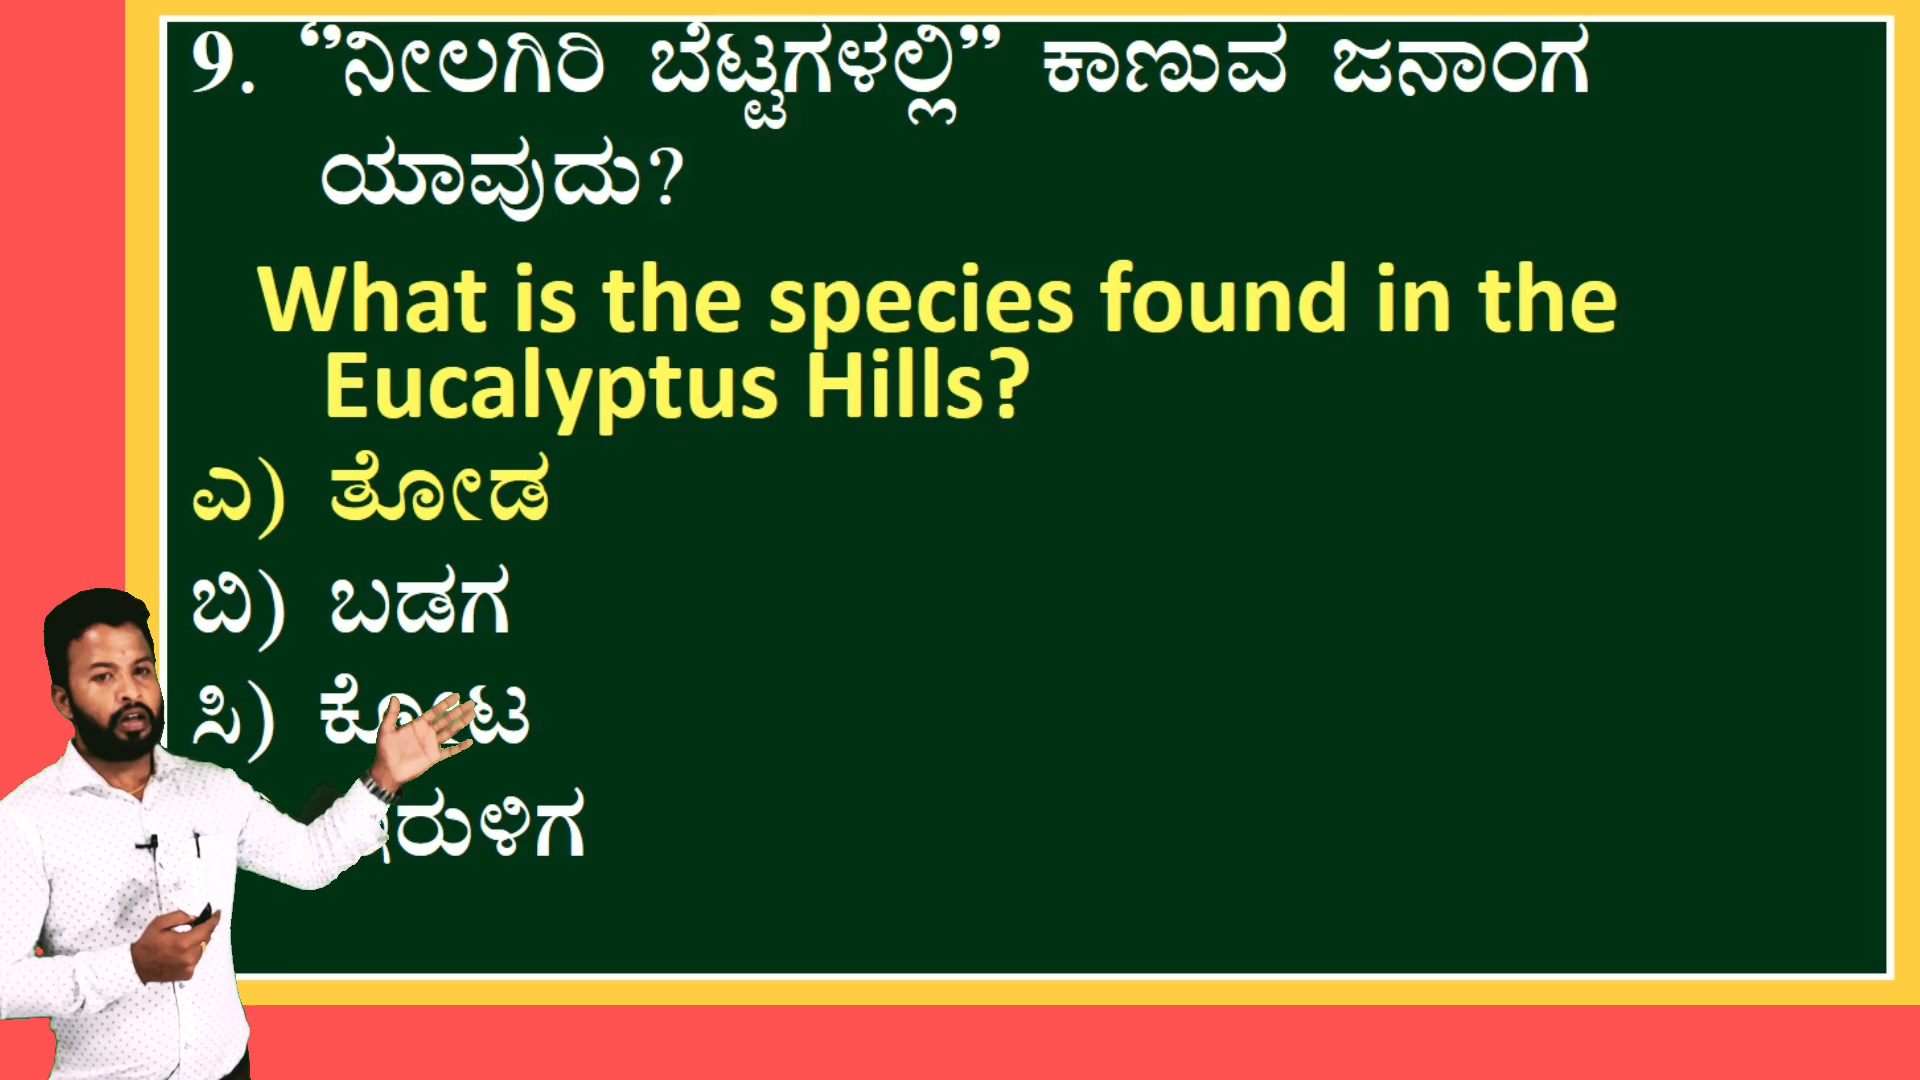 9. “ನೀಲಗಿರಿ ಬೆಟ್ಟಗಳಲ್ಲಿ” ಕಾಣುವ ಜನಾಂಗ
ಯಾವುದು?
What is the species found in the
Eucalyptus Hills?
ಎ) ತೋಡ
ಬಿ) ಬಡಗ
ಸಿ) ಕೋಟ